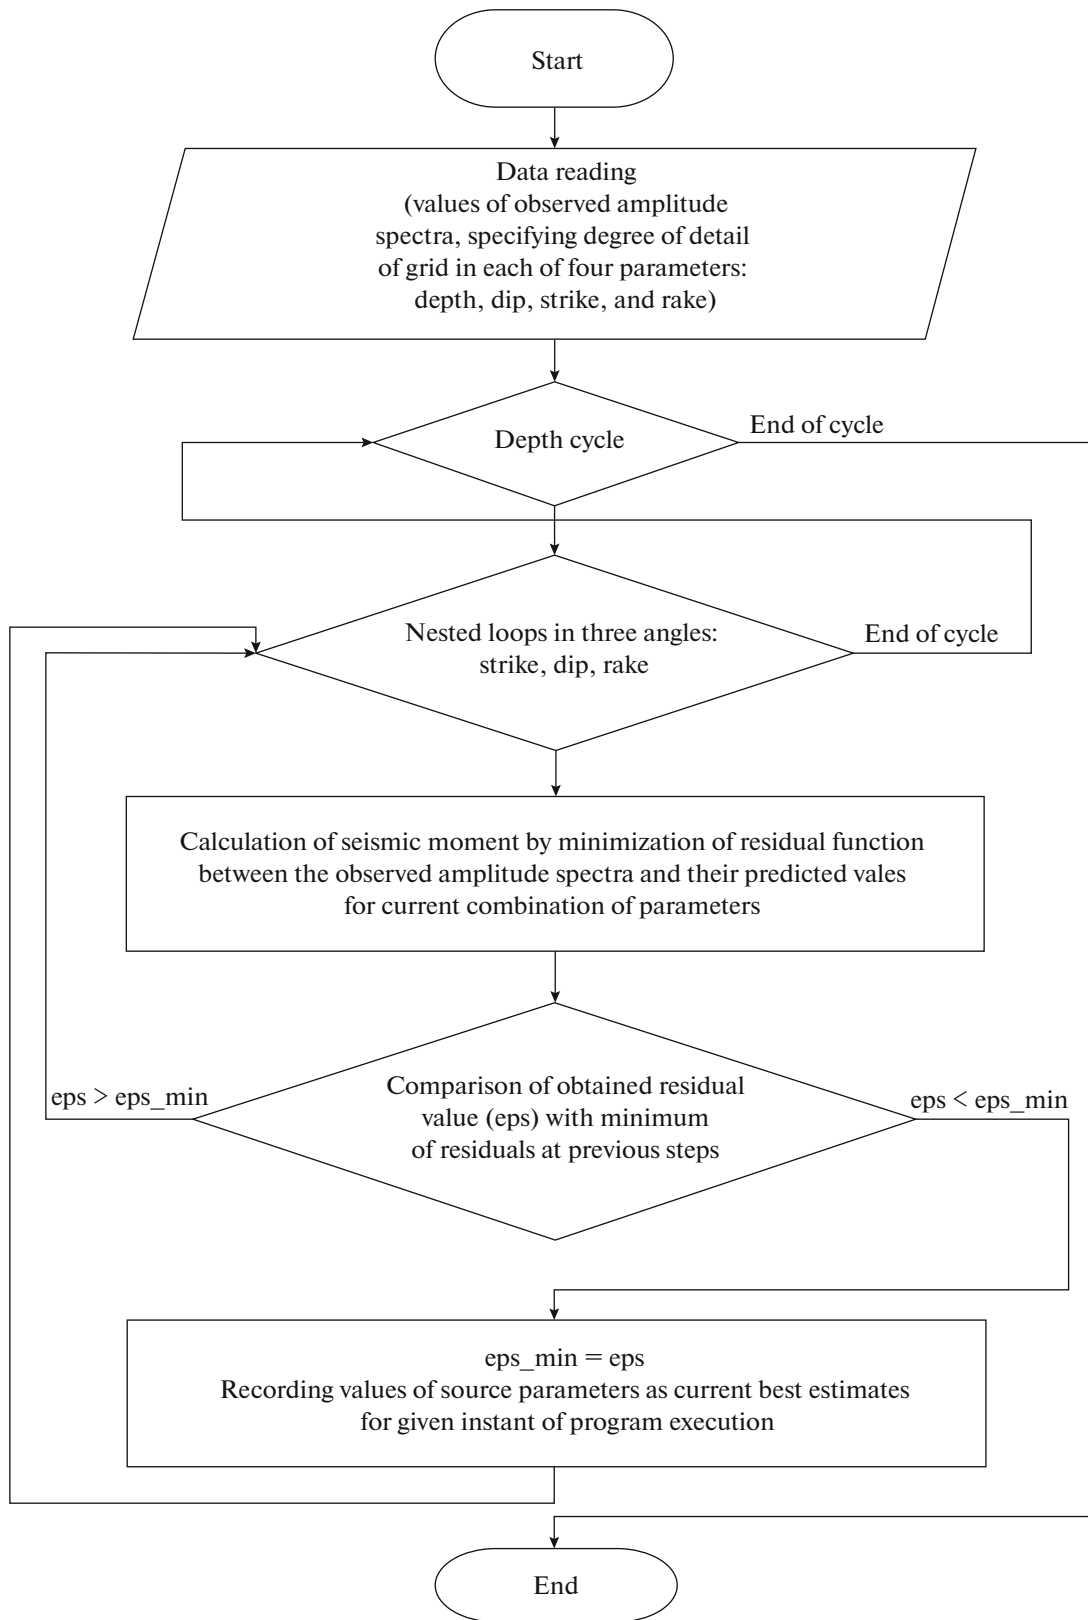 Start
Data reading
(values of observed amplitude
spectra, specifying degree of detail
of grid in each of four parameters:
depth, dip, strike, and rake)
End of cycle
Depth cycle
Nested loops in three angles:
strike, dip, rake
End of cycle
Calculation of seismic moment by minimization of residual function
between the observed amplitude spectra and their predicted vales
for current combination of parameters
eps > eps_min
Comparison of obtained residual
value (eps) with minimum
of residuals at previous steps
eps < eps_min
eps_min = eps
Recording values of source parameters as current best estimates
for given instant of program execution
End